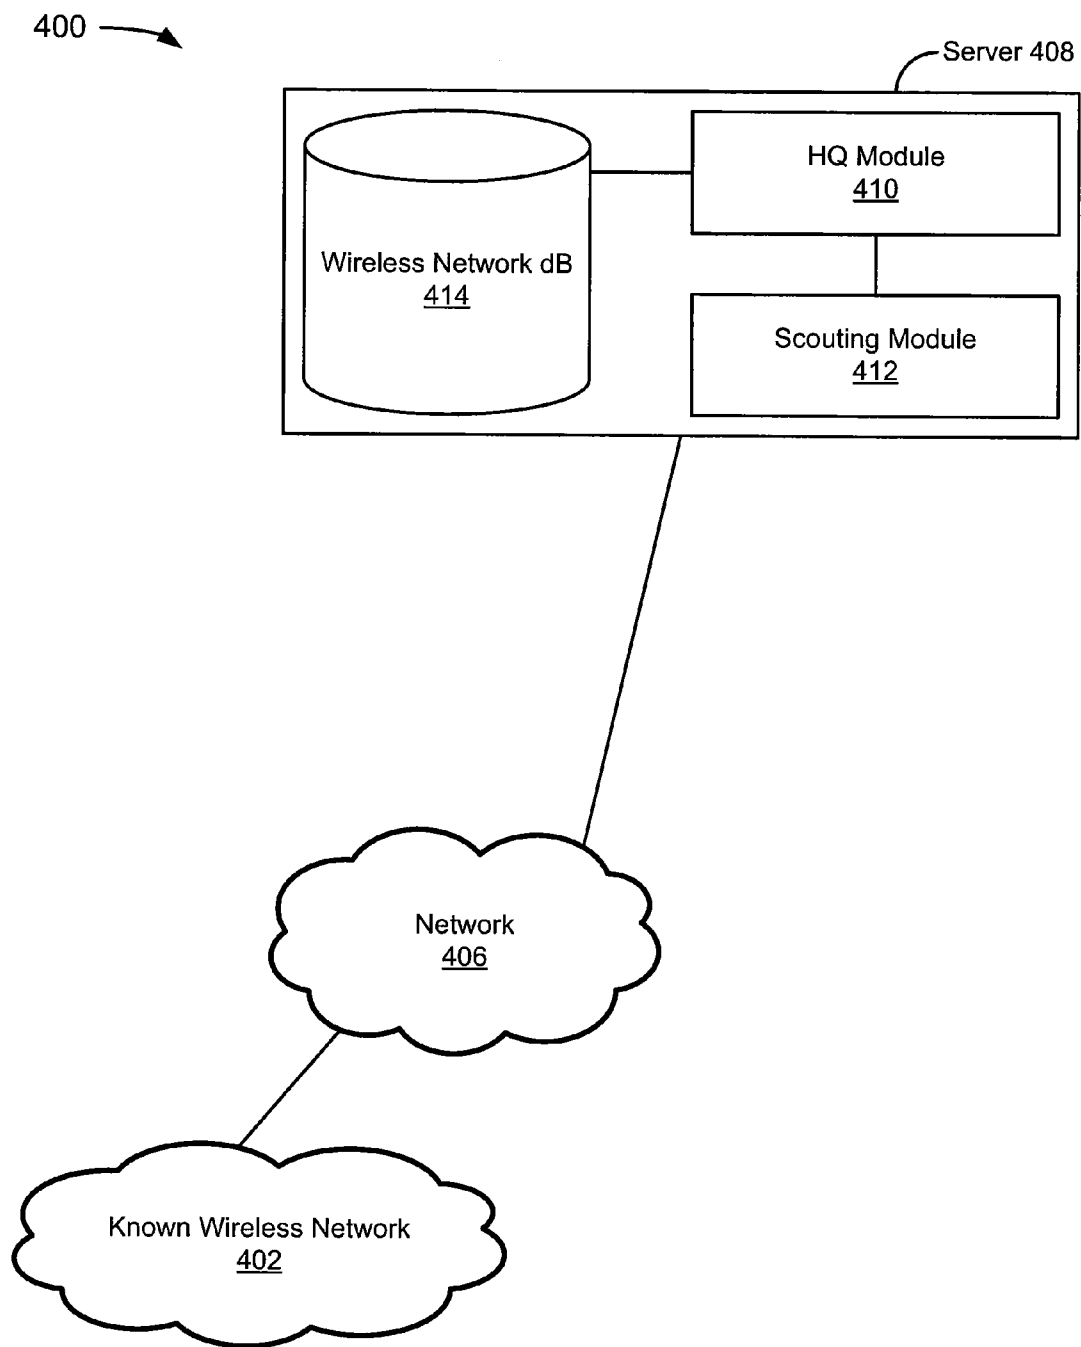 400
Server 408
HQ Module
410
Wireless Network dB
414
Scouting Module
412
Network
406
Known Wireless Network
402